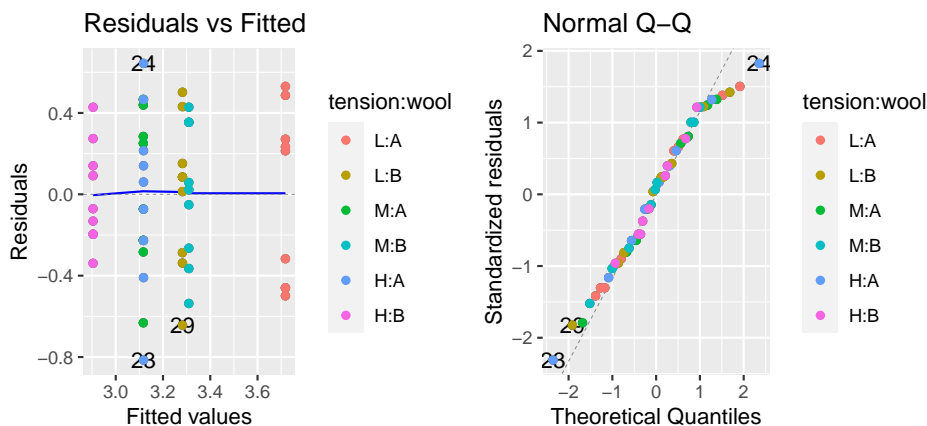 Residuals vs Fitted
24
29
23
0.4
0.0
−0.4
−0.8
3.0
3.2
3.4
3.6
Fitted values
Residuals
tension:wool
L:A
L:B
M:A
M:B
H:A
H:B
Normal Q−Q
24
29
23
2
1
0
−1
−2
−2
−1
0
1
2
Theoretical Quantiles
Standardized residuals
tension:wool
L:A
L:B
M:A
M:B
H:A
H:B